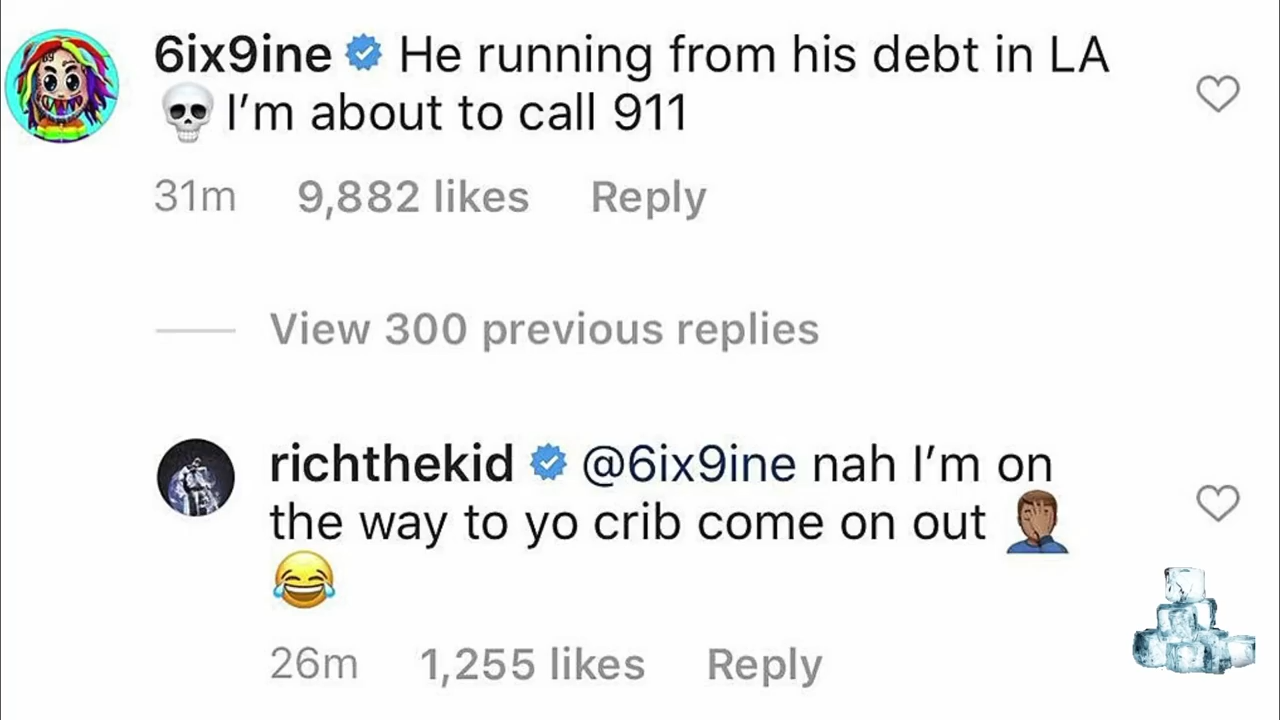 6ix9ine He running from his debt in LA
💀 I’m about to call 911
31m 9,882 likes Reply
View 300 previous replies
richthekid @6ix9ine nah I’m on
the way to yo crib come on out 🤦🏾‍♂️
😂
26m 1,255 likes Reply